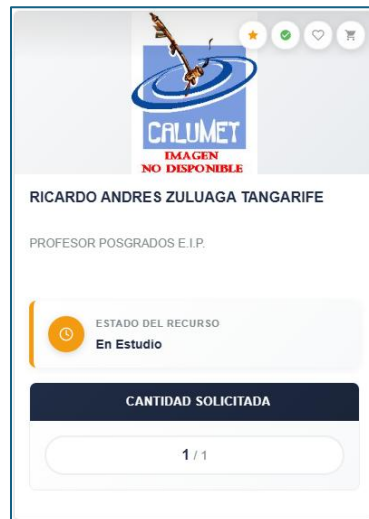 CALUMET
IMAGEN
NO DISPONIBLE
RICARDO ANDRES ZULUAGA TANGARIFE
PROFESOR POSGRADOS E.I.P.
ESTADO DEL RECURSO
En Estudio
CANTIDAD SOLICITADA
1 / 1